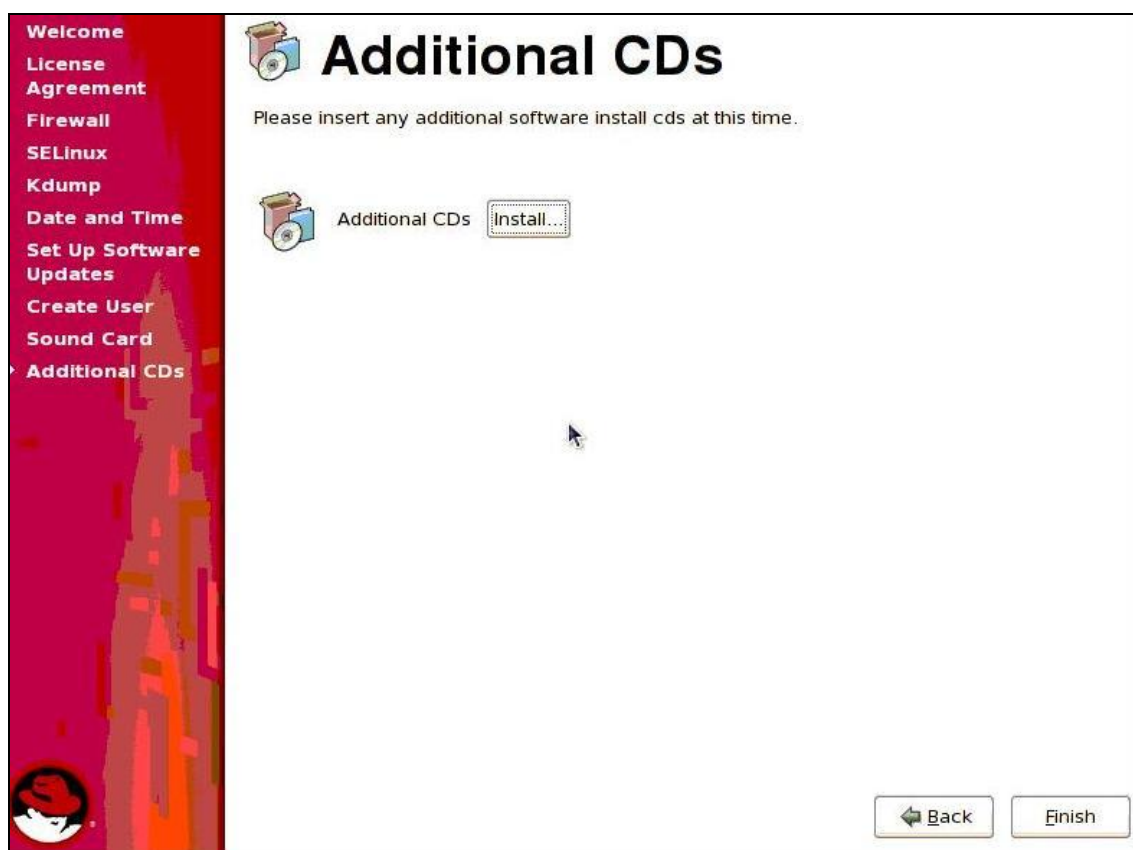 Welcome
License
Agreement
Firewall
SELinux
Kdump
Date and Time
Set Up Software
Updates
Create User
Sound Card
Additional CDs
Additional CDs
Please insert any additional software install cds at this time.
Additional CDs Install...
Back Finish